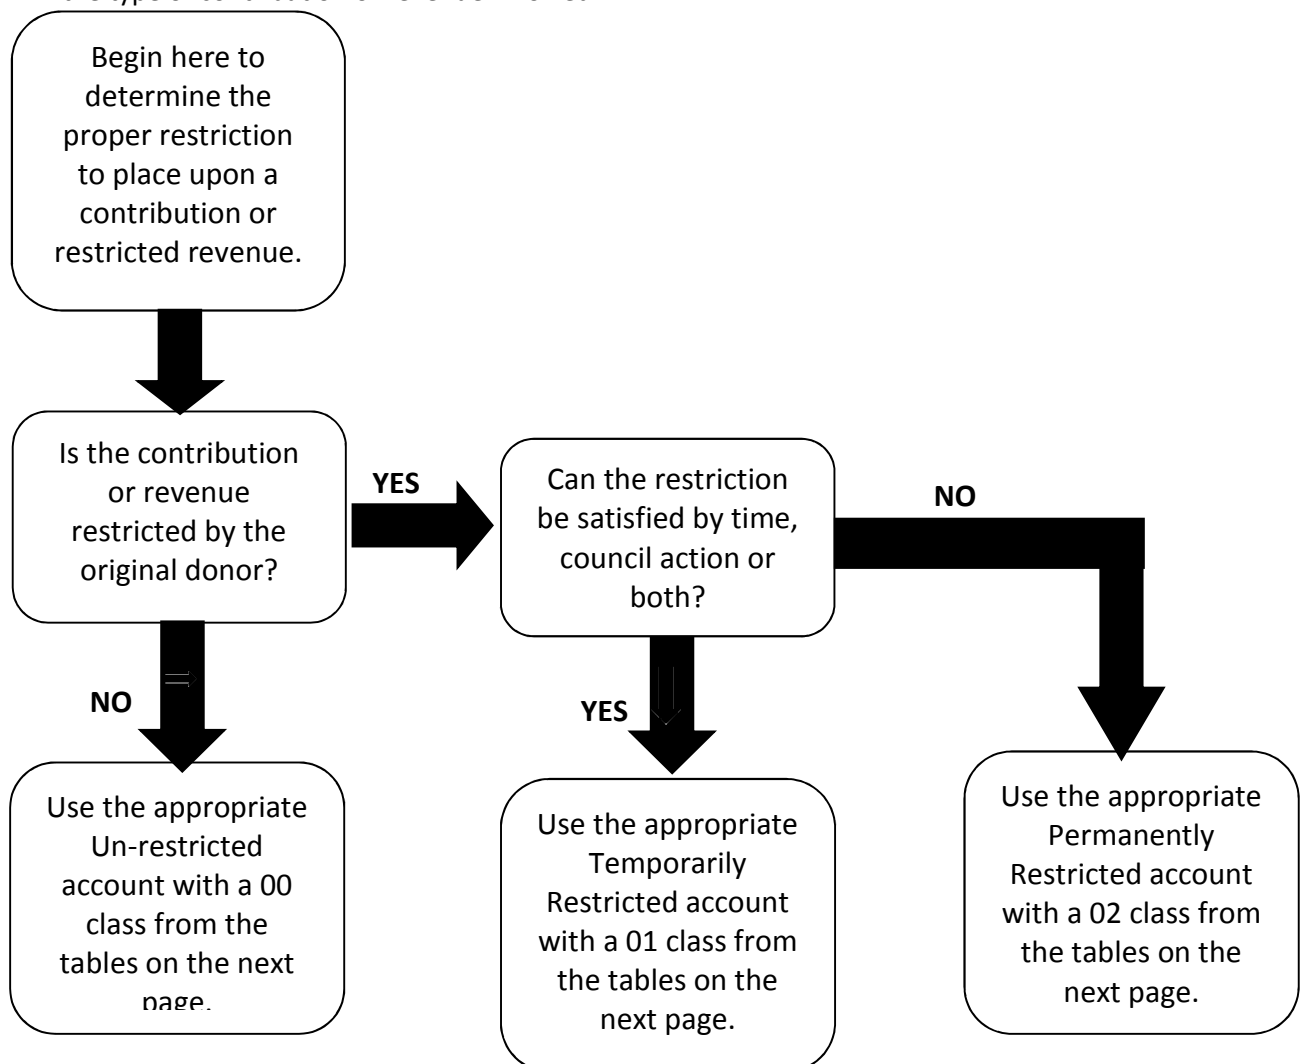 Begin here to
determine the
proper restriction
to place upon a
contribution or
restricted revenue.
Is the contribution
or revenue
restricted by the
original donor?
YES
Can the restriction
be satisfied by time,
council action or
both?
NO
NO
YES
Use the appropriate
Un-restricted
account with a 00
class from the
tables on the next
page.
Use the appropriate
Temporarily
Restricted account
with a 01 class from
the tables on the
next page.
Use the appropriate
Permanently
Restricted account
with a 02 class from
the tables on the
next page.